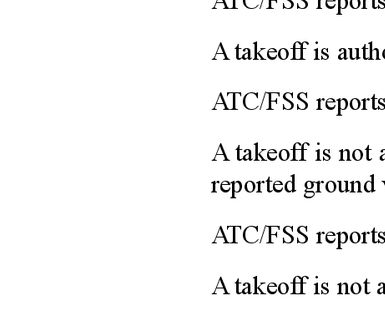 ATC/FSS reports
A takeoff is
ATC/FSS reports
A takeoff is not
reported ground
ATC/FSS reports
A takeoff is not